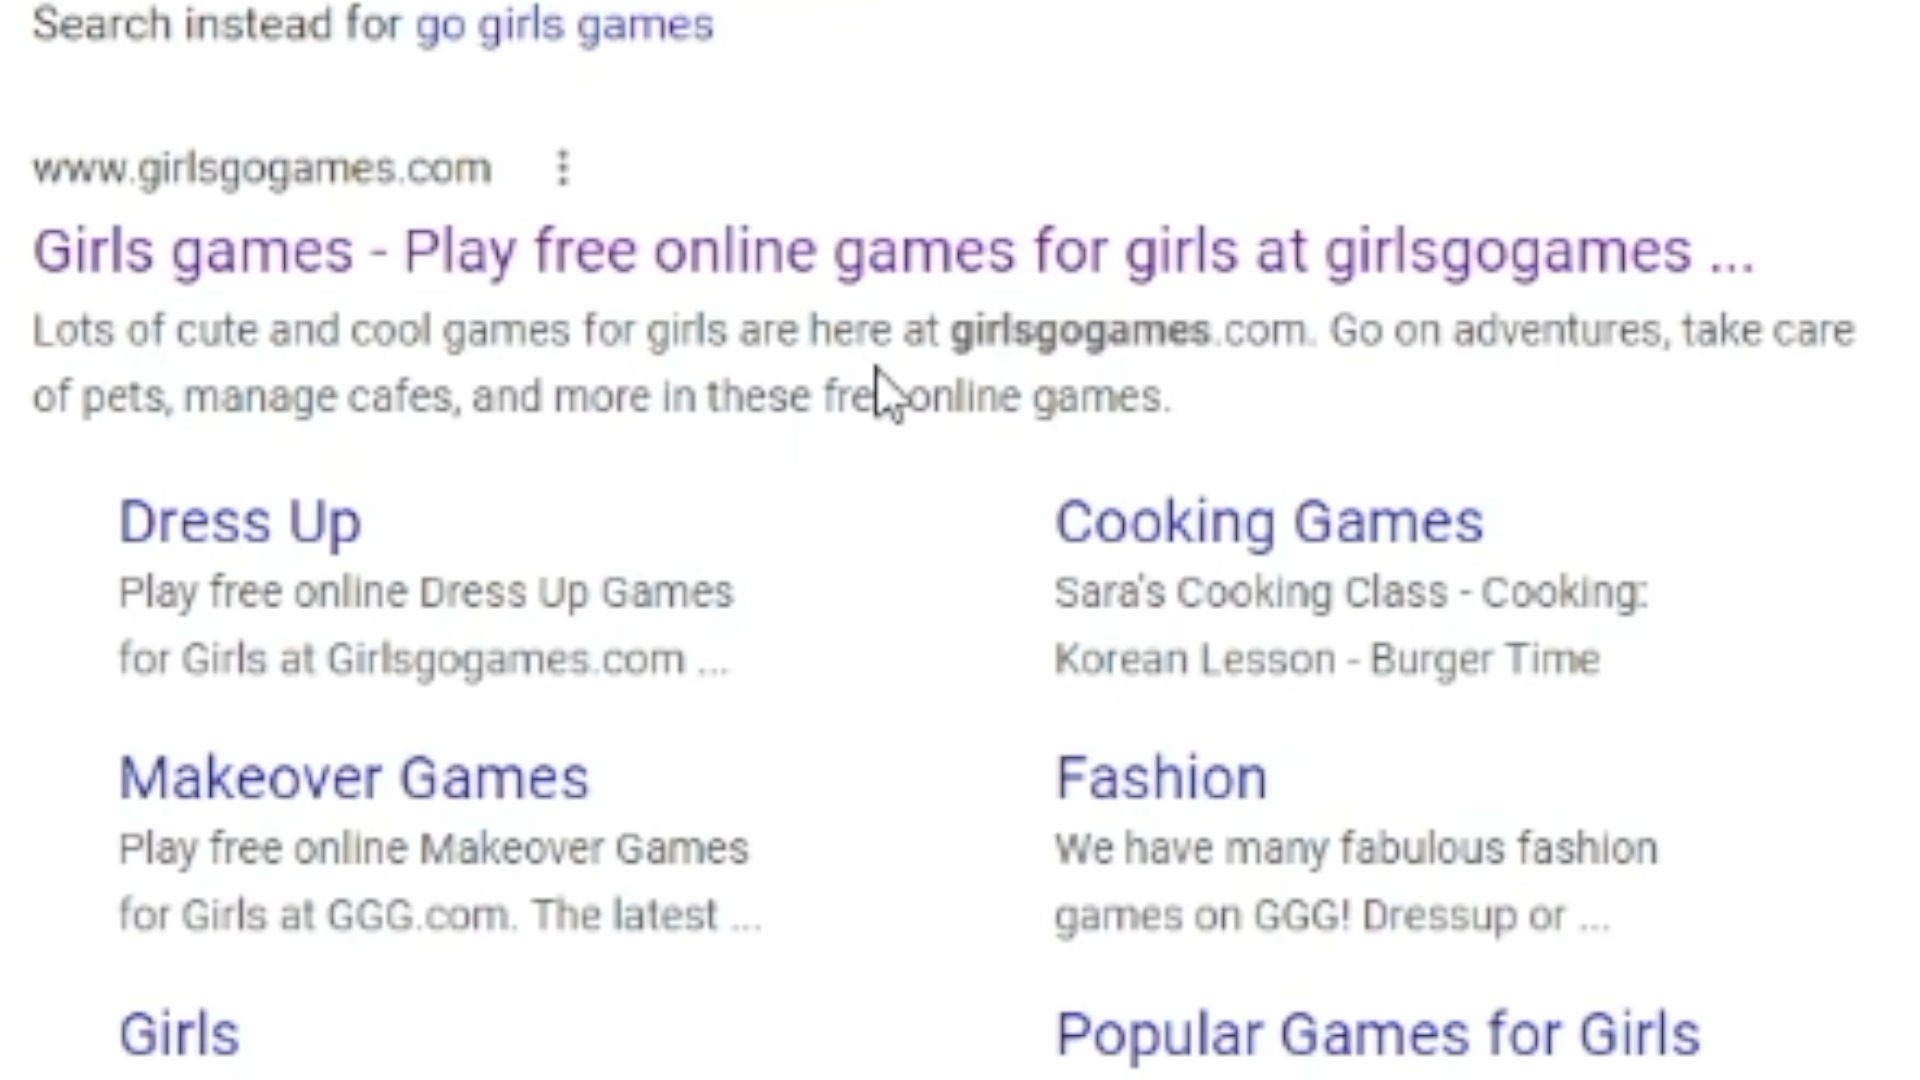 Search instead for go girls games
www.girlsgogames.com
Girls games - Play free online games for girls at girlsgogames ...
Lots of cute and cool games for girls are here at girlsgogames.com. Go on adventures, take care
of pets, manage cafes, and more in these free online games.
Dress Up
Play free online Dress Up Games
for Girls at Girlsgogames.com ...
Cooking Games
Sara's Cooking Class - Cooking:
Korean Lesson - Burger Time
Makeover Games
Play free online Makeover Games
for Girls at GGG.com. The latest ...
Fashion
We have many fabulous fashion
games on GGG! Dressup or ...
Girls
Popular Games for Girls